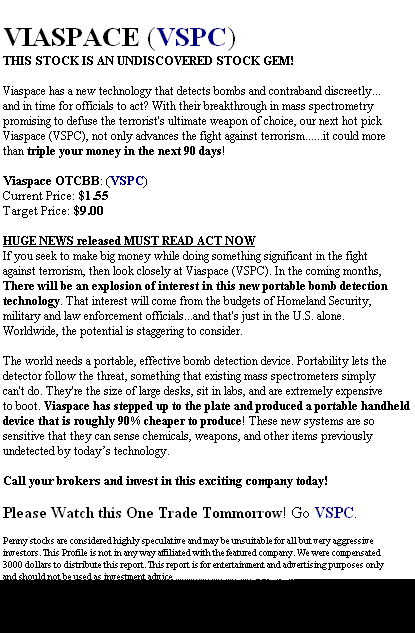 VIASPACE (VSPC)
THIS STOCK IS AN UNDISCOVERED STOCK GEM!
Viaspace has a new technology that detects bombs and contraband discreetly...
and in time for officials to act? With their breakthrough in mass spectrometry
promising to defuse the terrorist's ultimate weapon of choice, our next hot pick
Viaspace (VSPC), not only advances the fight against terrorism......it could more
than triple your money in the next 90 days!
Viaspace OTCBB: (VSPC)
Current Price: $1.55
Target Price: $9.00
HUGE NEWS released MUST READ ACT NOW
If you seek to make big money while doing something significant in the fight
against terrorism, then look closely at Viaspace (VSPC). In the coming months,
There will be an explosion of interest in this new portable bomb detection
technology. That interest will come from the budgets of Homeland Security,
military and law enforcement officials...and that's just in the U.S. alone.
Worldwide, the potential is staggering to consider.
The world needs a portable, effective bomb detection device. Portability lets the
detector follow the threat, something that existing mass spectrometers simply
can't do. They're the size of large desks, sit in labs, and are extremely expensive
to boot. Viaspace has stepped up to the plate and produced a portable handheld
device that is roughly 90% cheaper to produce! These new systems are so
sensitive that they can sense chemicals, weapons, and other items previously
undetected by today's technology.
Call your brokers and invest in this exciting company today!
Please Watch this One Trade Tommorrow! Go VSPC.
Penny stocks are considered highly speculative and may be unsuitable for all but very aggressive
investors. This Profile is not in any way affiliated with the featured company. We were compensated
3000 dollars to distribute this report. This report is for entertainment and advertising purposes only
and should not be used as investment advice